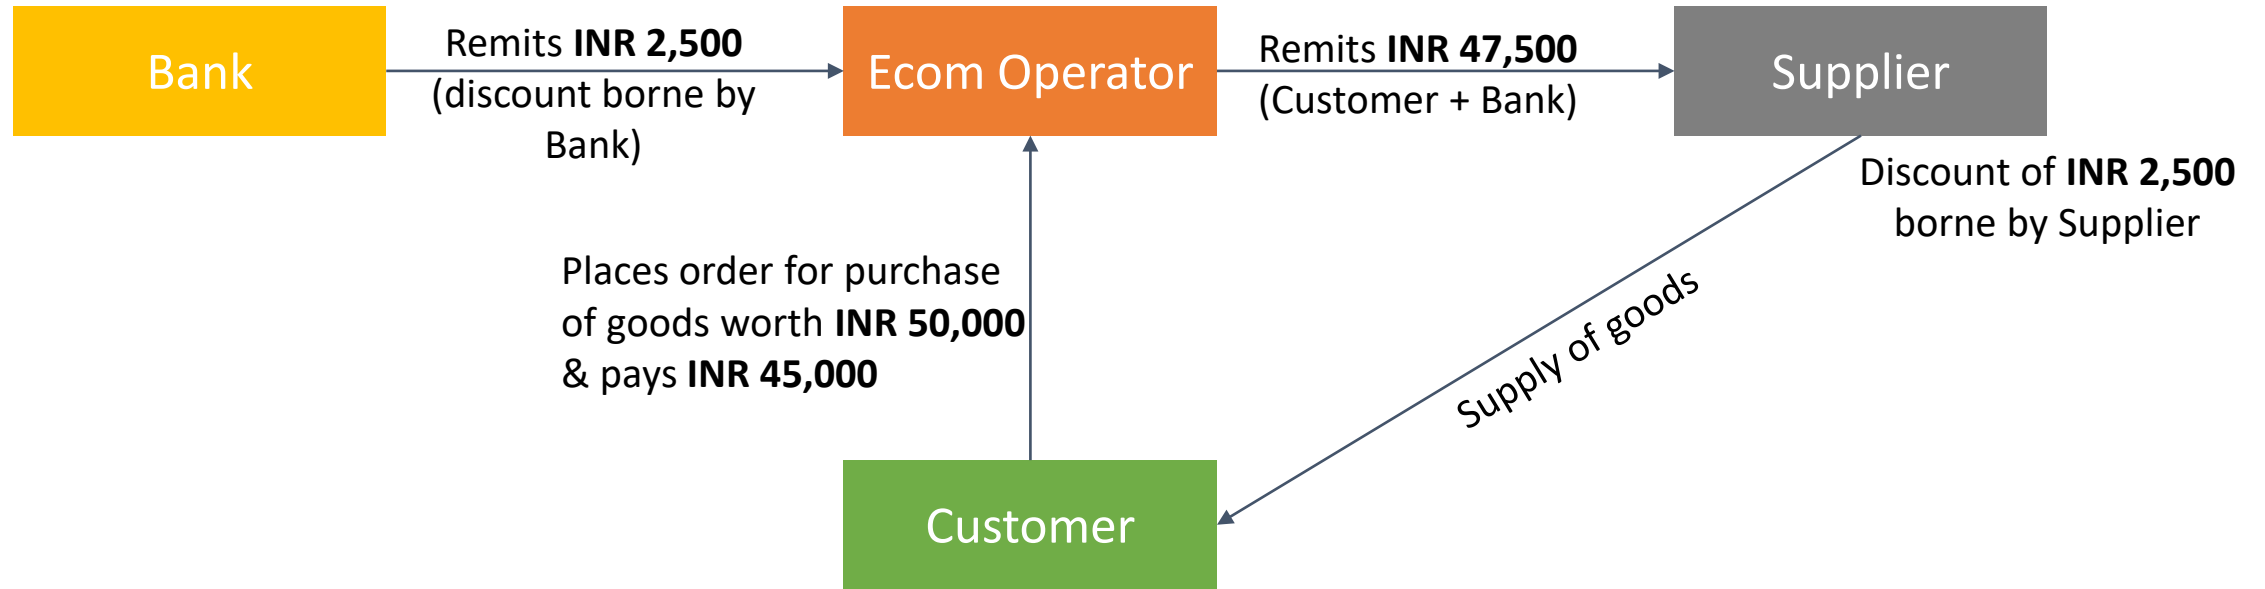 Bank
Remits INR 2,500
(discount borne by
Bank)
Ecom Operator
Remits INR 47,500
(Customer + Bank)
Supplier
Discount of INR 2,500
borne by Supplier
Places order for purchase
of goods worth INR 50,000
& pays INR 45,000
Supply of goods
Customer